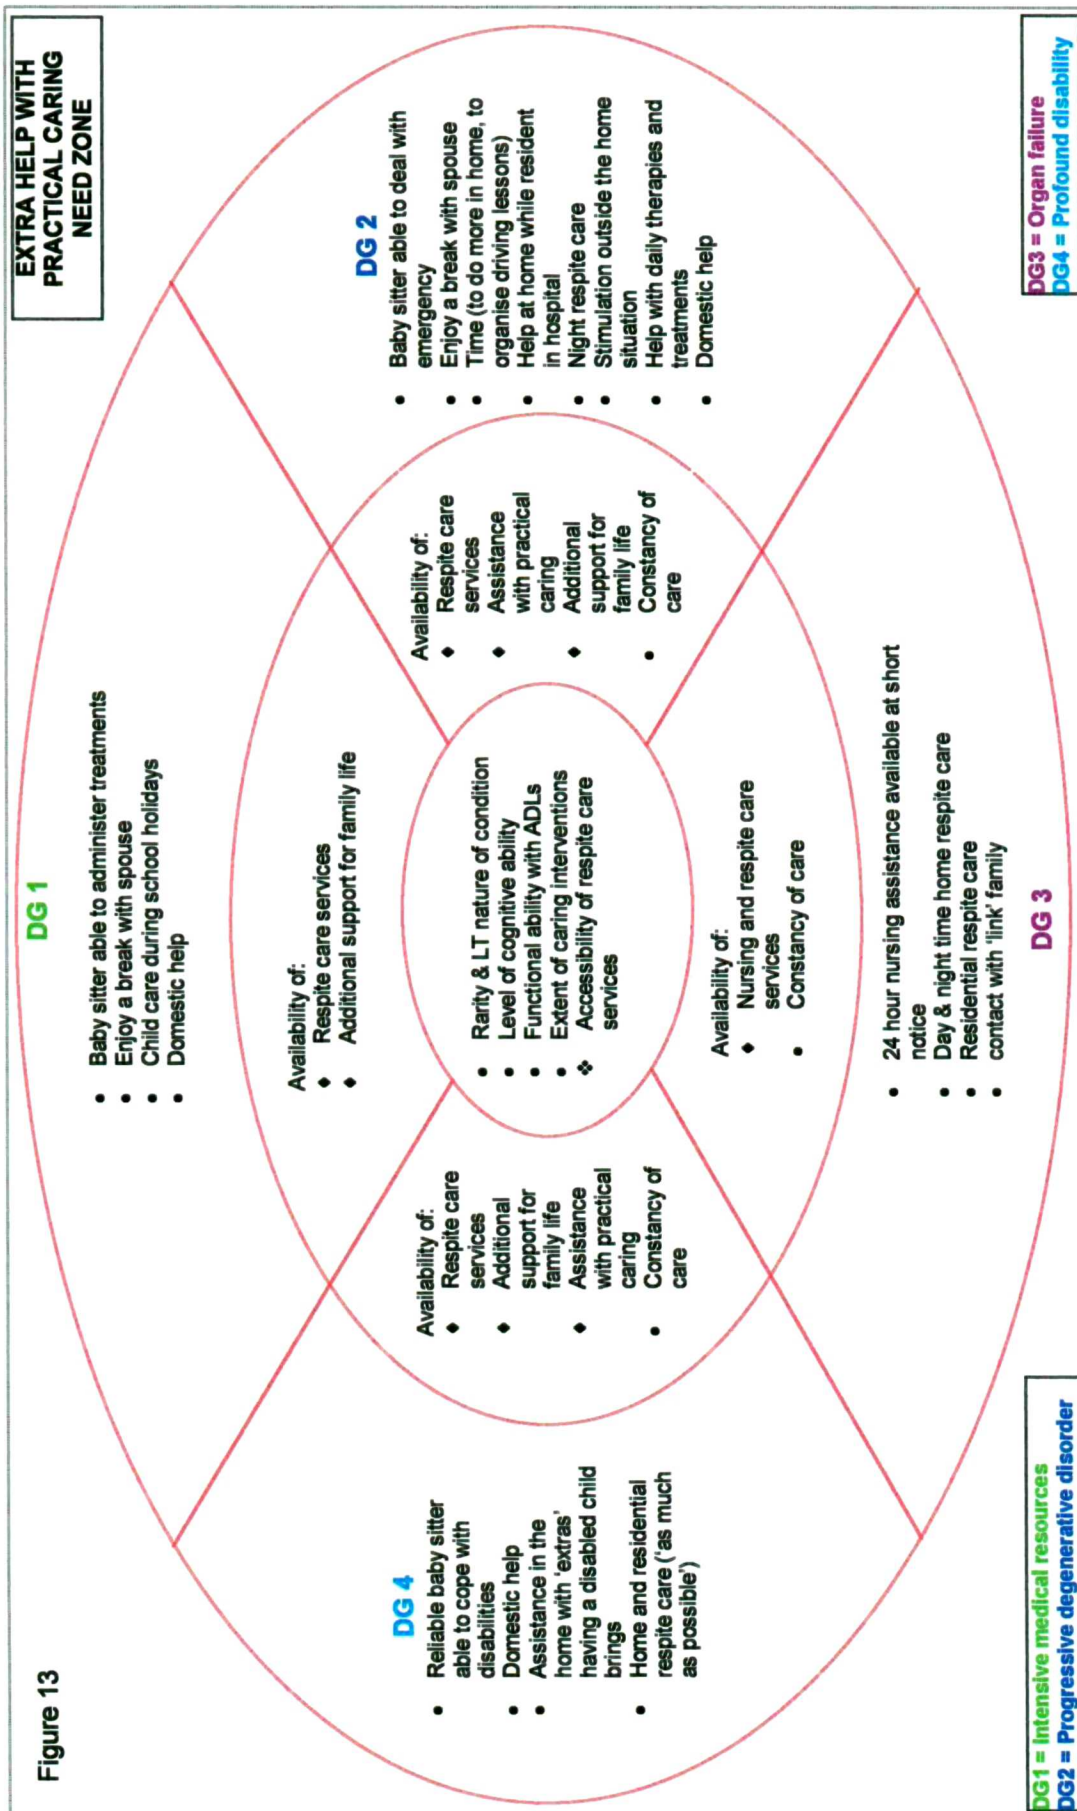 Figure 13
EXTRA HELP WITH
PRACTICAL CARING
NEED ZONE
DG 1
• Baby sitter able to administer treatments
• Enjoy a break with spouse
• Child care during school holidays
• Domestic help
Availability of:
♦ Respite care services
♦ Additional support for family life
DG 4
• Reliable baby sitter
able to cope with
disabilities
• Domestic help
• Assistance in the
home with ‘extras’
having a disabled child
brings
• Home and residential
respite care (‘as much
as possible’)
Availability of:
♦ Respite care
services
♦ Additional
support for
family life
♦ Assistance
with practical
caring
• Constancy of
care
• Rarity & LT nature of condition
• Level of cognitive ability
• Functional ability with ADLs
• Extent of caring interventions
❖ Accessibility of respite care
services
Availability of:
♦ Respite care
services
♦ Assistance
with practical
caring
♦ Additional
support for
family life
• Constancy of
care
DG 2
• Baby sitter able to deal with
emergency
• Enjoy a break with spouse
• Time (to do more in home, to
organise driving lessons)
• Help at home while resident
in hospital
• Night respite care
• Stimulation outside the home
situation
• Help with daily therapies and
treatments
• Domestic help
Availability of:
♦ Nursing and respite care
services
• Constancy of care
• 24 hour nursing assistance available at short
notice
• Day & night time home respite care
• Residential respite care
• contact with ‘link’ family
DG 3
DG1 = Intensive medical resources
DG2 = Progressive degenerative disorder
DG3 = Organ failure
DG4 = Profound disability